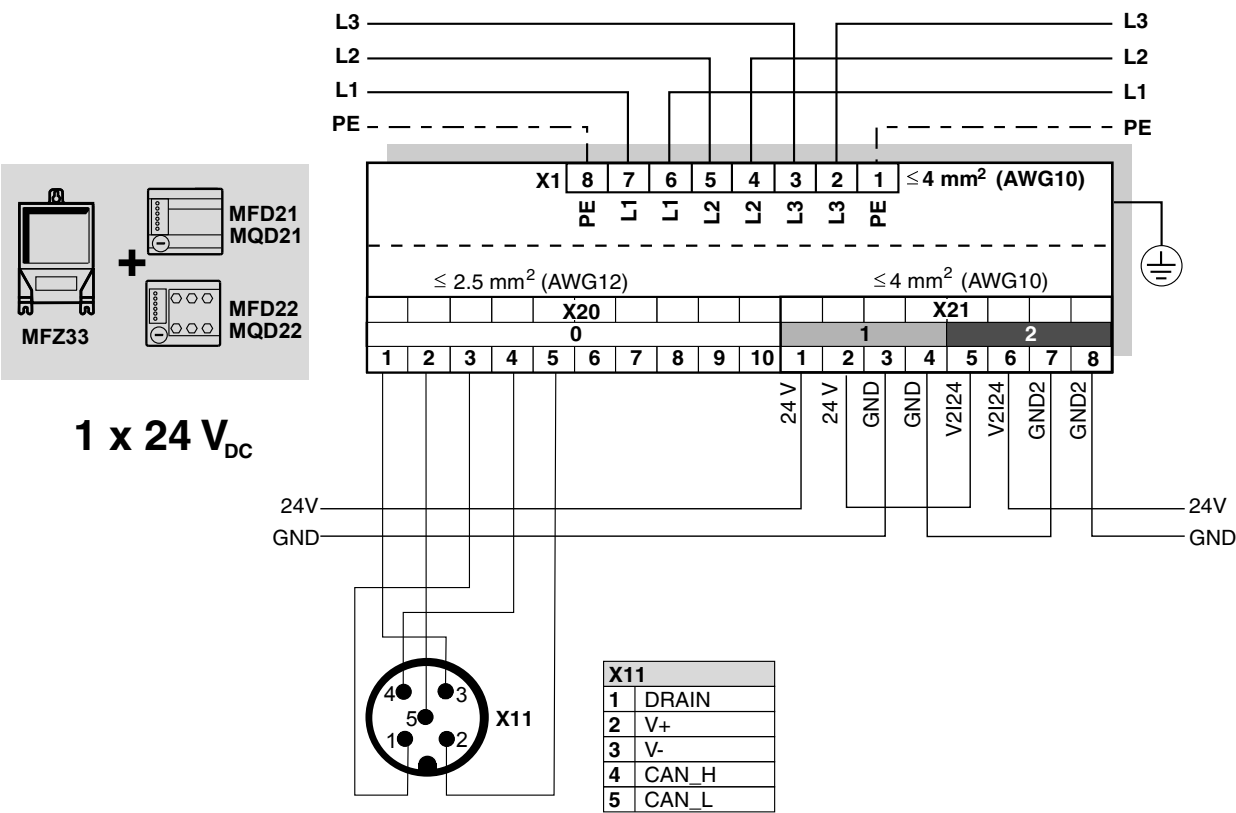 L3 L3
L2 L2
L1 L1
PE PE
X1 8 7 6 5 4 3 2 1 ≤4 mm² (AWG10)
PE L1 L1 L2 L2 L3 L3 PE
MFD21
MQD21
+
MFD22
MQD22
MFZ33
≤ 2.5 mm² (AWG12) ≤4 mm² (AWG10)
X20 X21
0 1 2
1 2 3 4 5 6 7 8 9 10 1 2 3 4 5 6 7 8
24 V 24 V GND GND V2I24 V2I24 GND2 GND2
1 x 24 VDC
24V 24V
GND GND
4 3
5 X11
1 2
X11
1 DRAIN
2 V+
3 V-
4 CAN_H
5 CAN_L